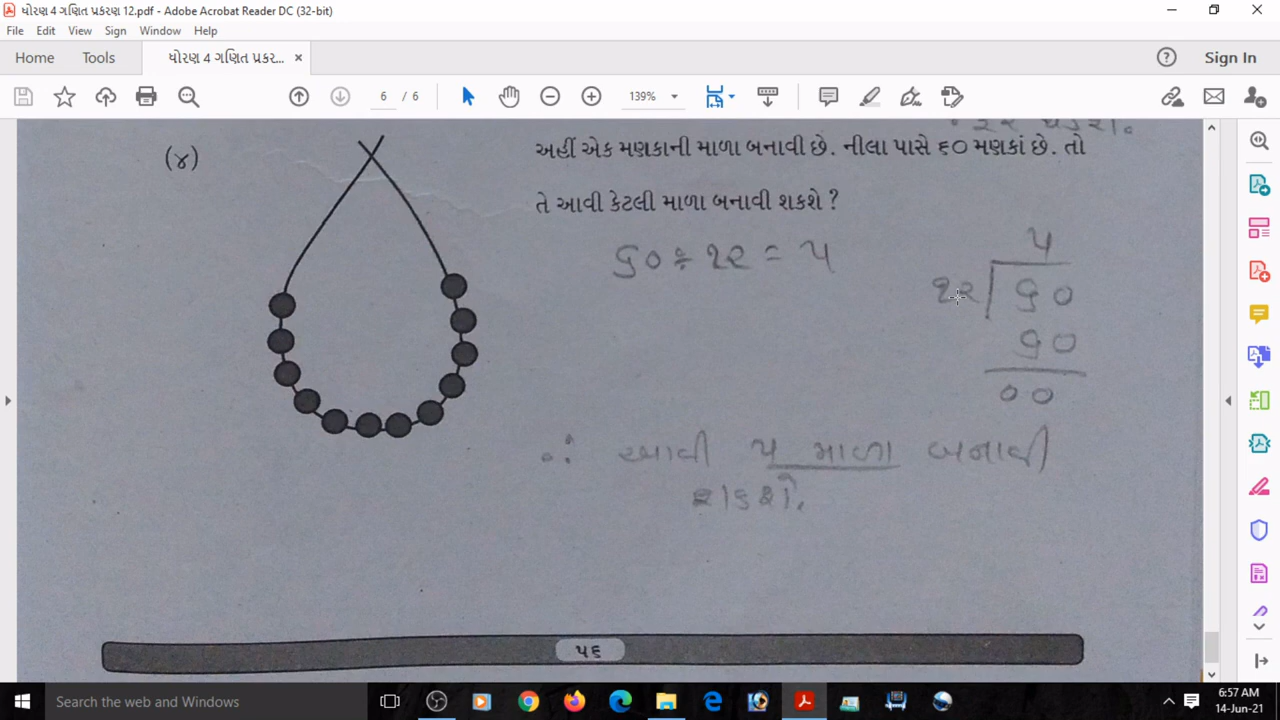 ધોરણ 4 ગણિત પ્રકરણ 12.pdf - Adobe Acrobat Reader DC (32-bit)
File Edit View Sign Window Help
Home Tools ધોરણ 4 ગણિત પ્રકર... × Sign In
6 / 6 139%
(૪) અહીં એક મણકાની માળા બનાવી છે. નીલા પાસે ૬૦ મણકાં છે. તો
તે આવી કેટલી માળા બનાવી શકશે ?
૬૦ ÷ ૧૨ = ૫
૫
૧૨ ૬૦
૬૦
૦૦
∴ આવી ૫ માળા બનાવી
શકશે.
૫૬
Search the web and Windows
6:57 AM
14-Jun-21